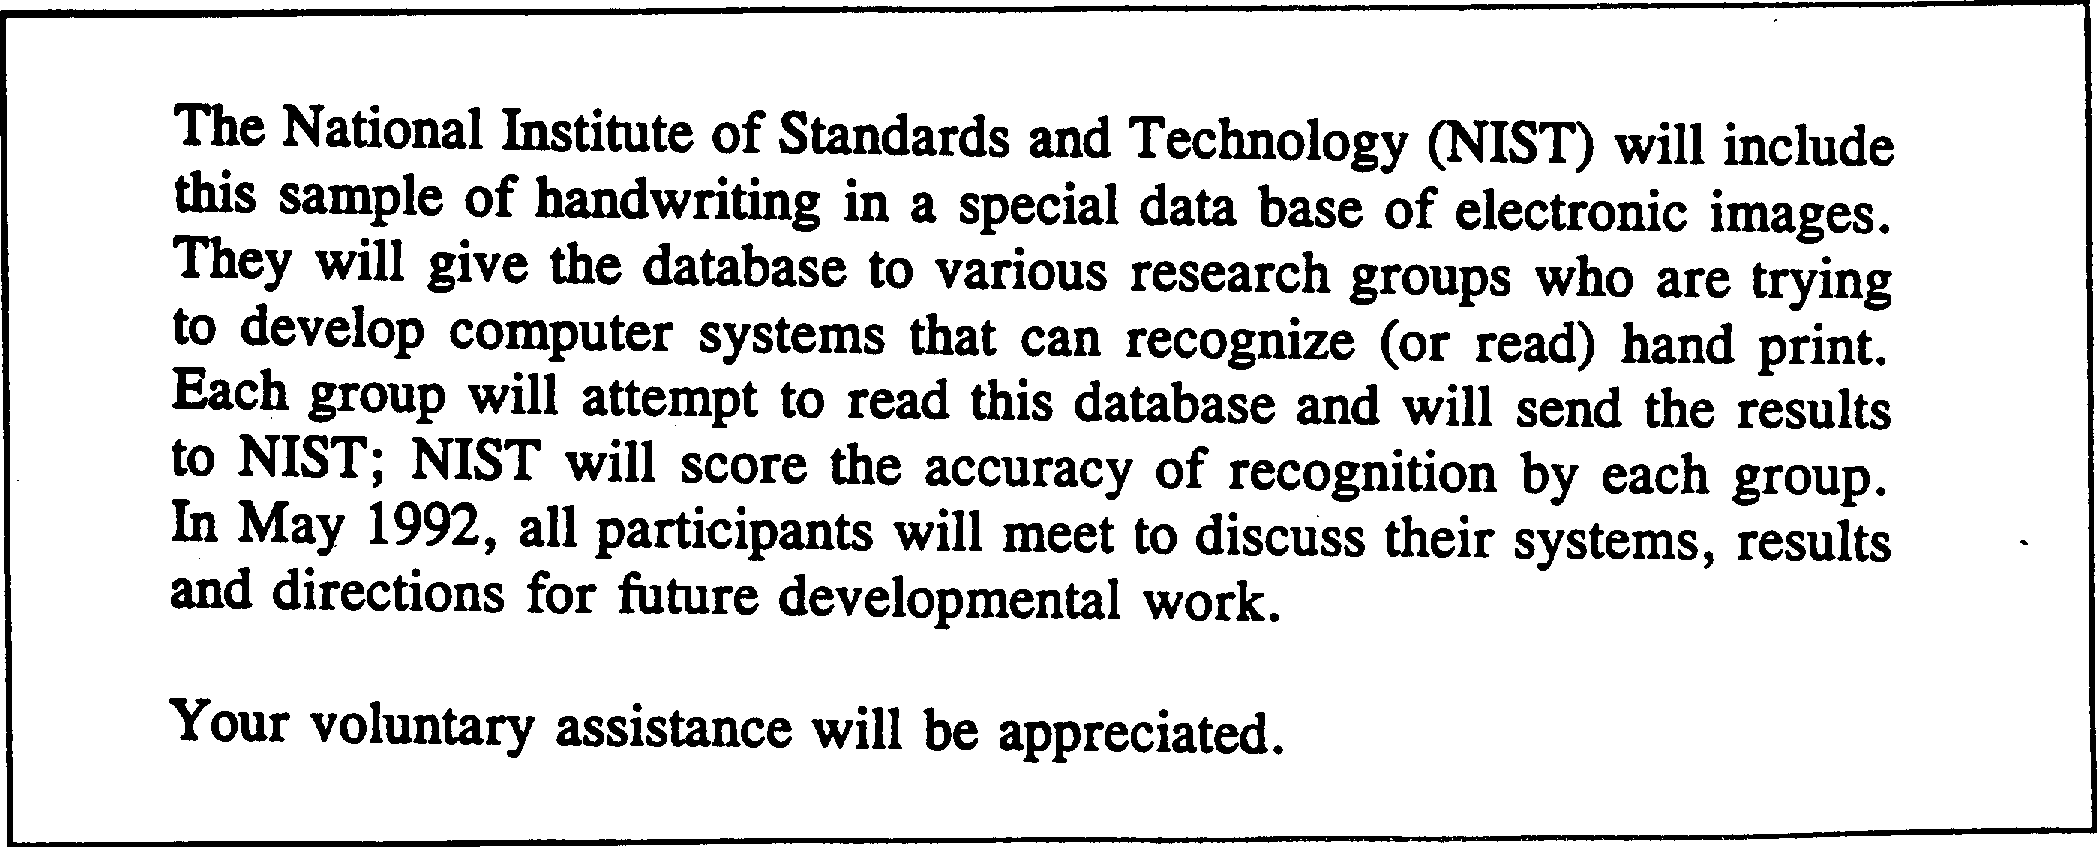 The National Institute of Standards and Technology (NIST) will include
this sample of handwriting in a special data base of electronic images.
They will give the database to various research groups who are trying
to develop computer systems that can recognize (or read) hand print.
Each group will attempt to read this database and will send the results
to NIST; NIST will score the accuracy of recognition by each group.
In May 1992, all participants will meet to discuss their systems, results
and directions for future developmental work.
Your voluntary assistance will be appreciated.